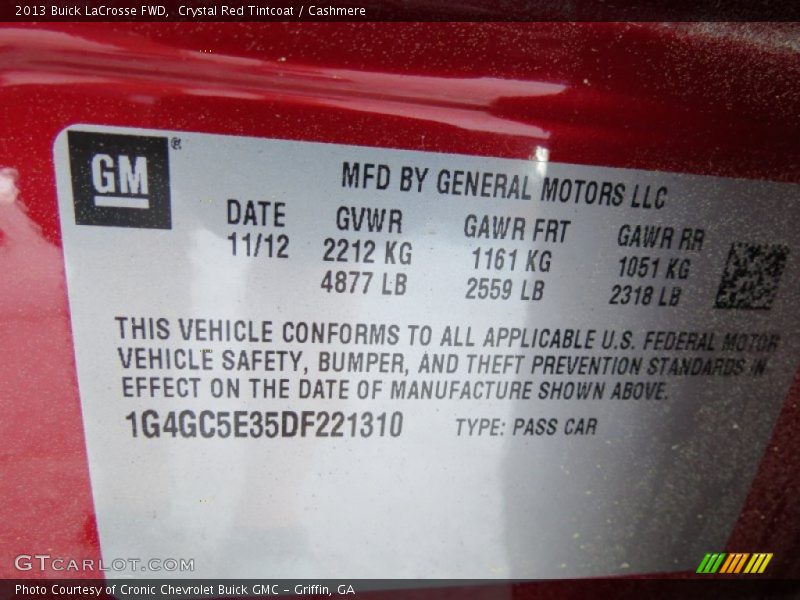 2013 Buick LaCrosse FWD, Crystal Red Tintcoat / Cashmere
GM ®
MFD BY GENERAL MOTORS LLC
DATE GVWR GAWR FRT GAWR RR
11/12 2212 KG 1161 KG 1051 KG
4877 LB 2559 LB 2318 LB
THIS VEHICLE CONFORMS TO ALL APPLICABLE U.S. FEDERAL MOTOR
VEHICLE SAFETY, BUMPER, AND THEFT PREVENTION STANDARDS IN
EFFECT ON THE DATE OF MANUFACTURE SHOWN ABOVE.
1G4GC5E35DF221310 TYPE: PASS CAR
GTCARLOT.COM
Photo Courtesy of Cronic Chevrolet Buick GMC - Griffin, GA